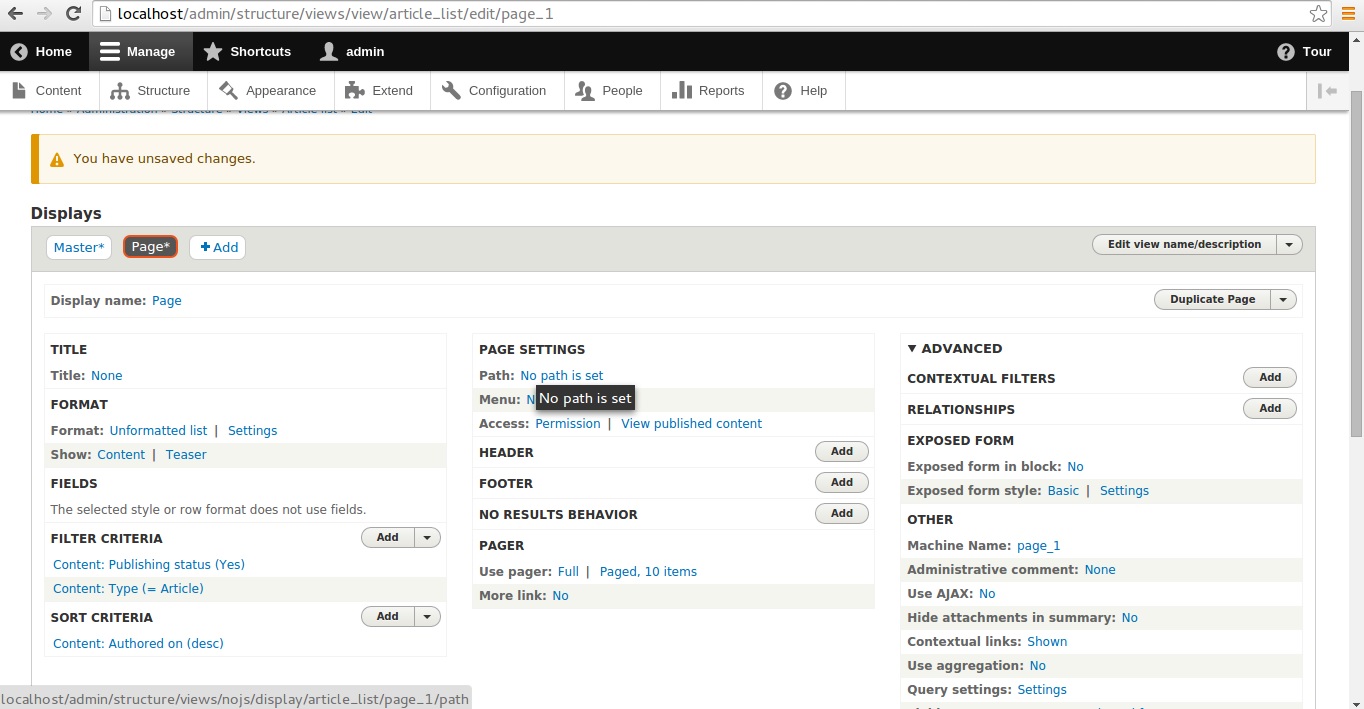 localhost/admin/structure/views/view/article_list/edit/page_1
Home Manage Shortcuts admin Tour
Content Structure Appearance Extend Configuration People Reports Help
Home » Administration » Structure » Views » Article list » Edit
You have unsaved changes.
Displays
Master* Page* Add Edit view name/description
Display name: Page Duplicate Page
TITLE
Title: None
FORMAT
Format: Unformatted list | Settings
Show: Content | Teaser
FIELDS
The selected style or row format does not use fields.
FILTER CRITERIA Add
Content: Publishing status (Yes)
Content: Type (= Article)
SORT CRITERIA Add
Content: Authored on (desc)
PAGE SETTINGS
Path: No path is set
Menu: N
No path is set
Access: Permission | View published content
HEADER Add
FOOTER Add
NO RESULTS BEHAVIOR Add
PAGER
Use pager: Full | Paged, 10 items
More link: No
ADVANCED
CONTEXTUAL FILTERS Add
RELATIONSHIPS Add
EXPOSED FORM
Exposed form in block: No
Exposed form style: Basic | Settings
OTHER
Machine Name: page_1
Administrative comment: None
Use AJAX: No
Hide attachments in summary: No
Contextual links: Shown
Use aggregation: No
Query settings: Settings
localhost/admin/structure/views/nojs/display/article_list/page_1/path